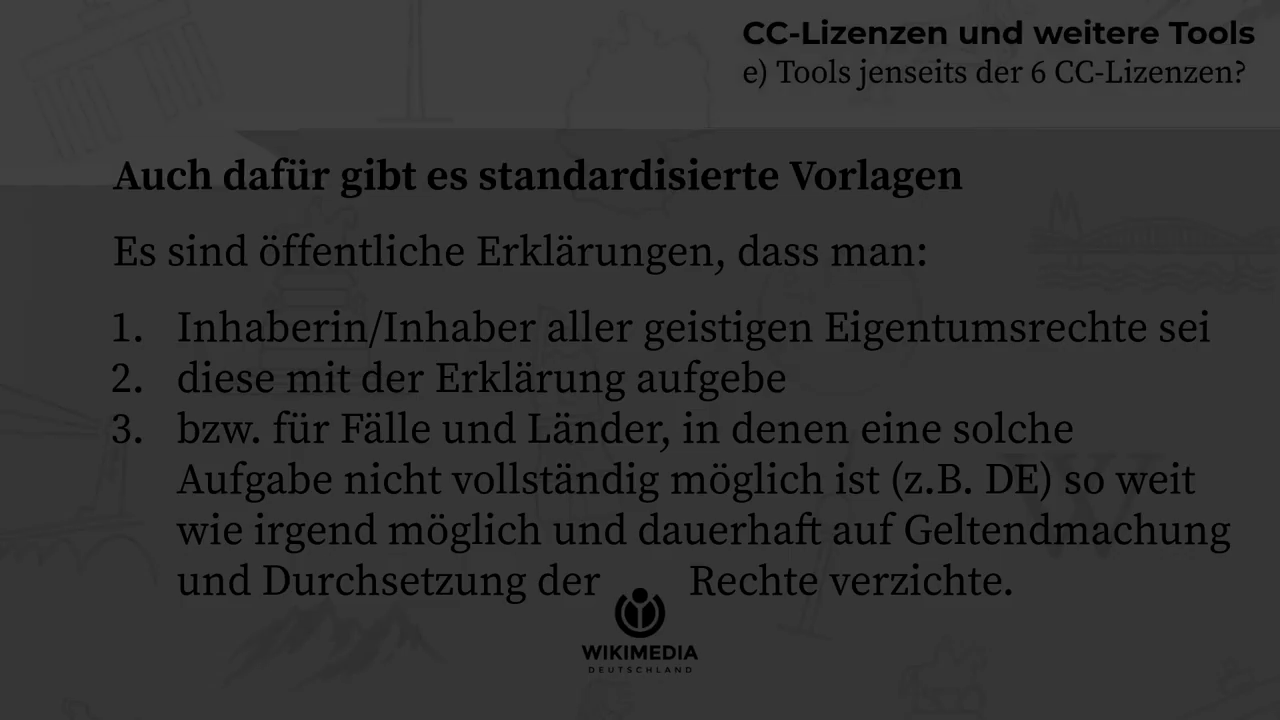 CC-Lizenzen und weitere Tools
e) Tools jenseits der 6 CC-Lizenzen?
Auch dafür gibt es standardisierte Vorlagen
Es sind öffentliche Erklärungen, dass man:
1. Inhaberin/Inhaber aller geistigen Eigentumsrechte sei
2. diese mit der Erklärung aufgebe
3. bzw. für Fälle und Länder, in denen eine solche
Aufgabe nicht vollständig möglich ist (z.B. DE) so weit
wie irgend möglich und dauerhaft auf Geltendmachung
und Durchsetzung der Rechte verzichte.
W
WIKIMEDIA
DEUTSCHLAND